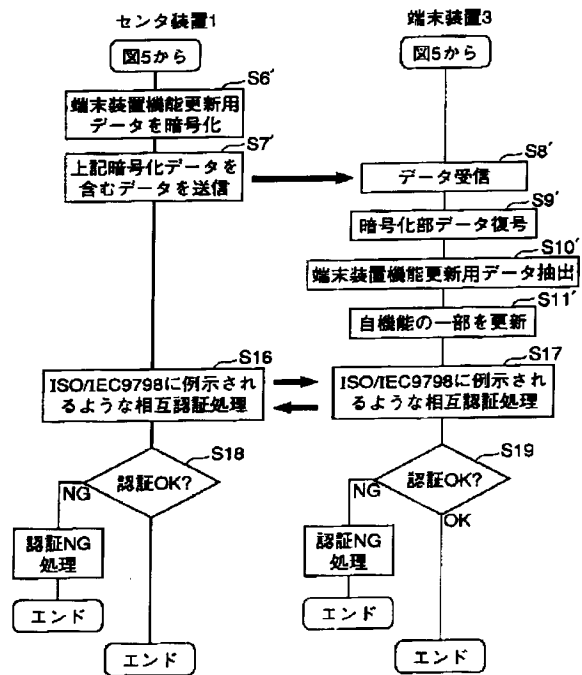 センタ装置1
図5から
S6′
端末装置機能更新用
データを暗号化
S7′
上記暗号化データを
含むデータを送信
S16
ISO/IEC9798に例示され
るような相互認証処理
S18
認証OK?
NG
認証NG
処理
エンド
エンド
端末装置3
図5から
S8′
データ受信
S9′
暗号化部データ復号
S10′
端末装置機能更新用データ抽出
S11′
自機能の一部を更新
S17
ISO/IEC9798に例示され
るような相互認証処理
S19
認証OK?
NG
OK
認証NG
処理
エンド
エンド